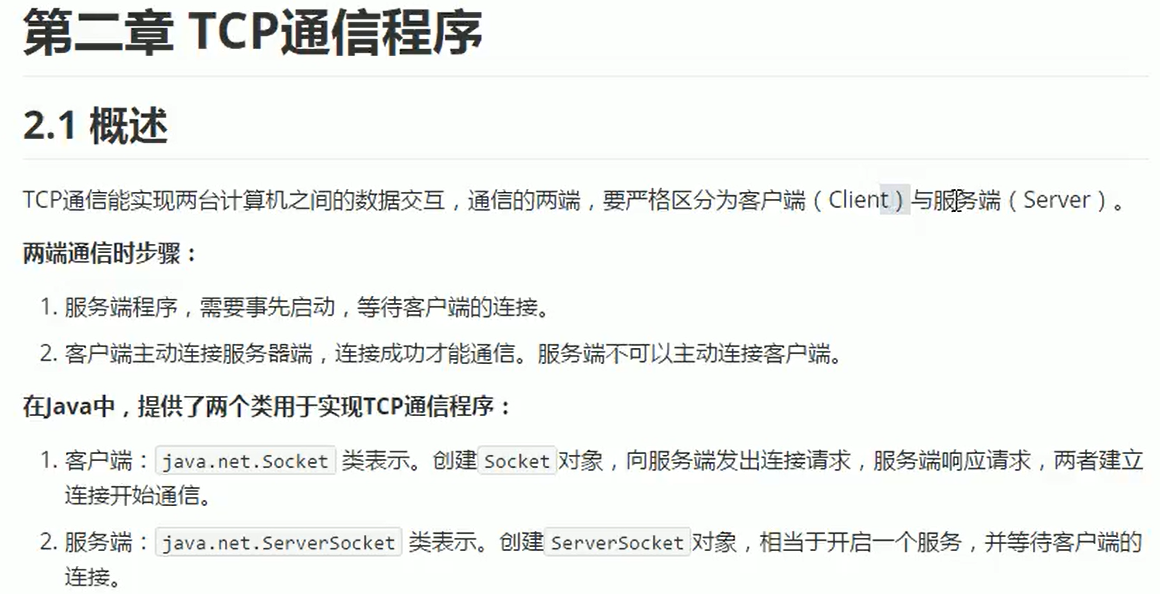 第二章 TCP通信程序
2.1 概述
TCP通信能实现两台计算机之间的数据交互，通信的两端，要严格区分为客户端（Client）与服务端（Server）。
两端通信时步骤：
1. 服务端程序，需要事先启动，等待客户端的连接。
2. 客户端主动连接服务器端，连接成功才能通信。服务端不可以主动连接客户端。
在Java中，提供了两个类用于实现TCP通信程序：
1. 客户端：java.net.Socket 类表示。创建Socket对象，向服务端发出连接请求，服务端响应请求，两者建立
连接开始通信。
2. 服务端：java.net.ServerSocket 类表示。创建ServerSocket对象，相当于开启一个服务，并等待客户端的
连接。